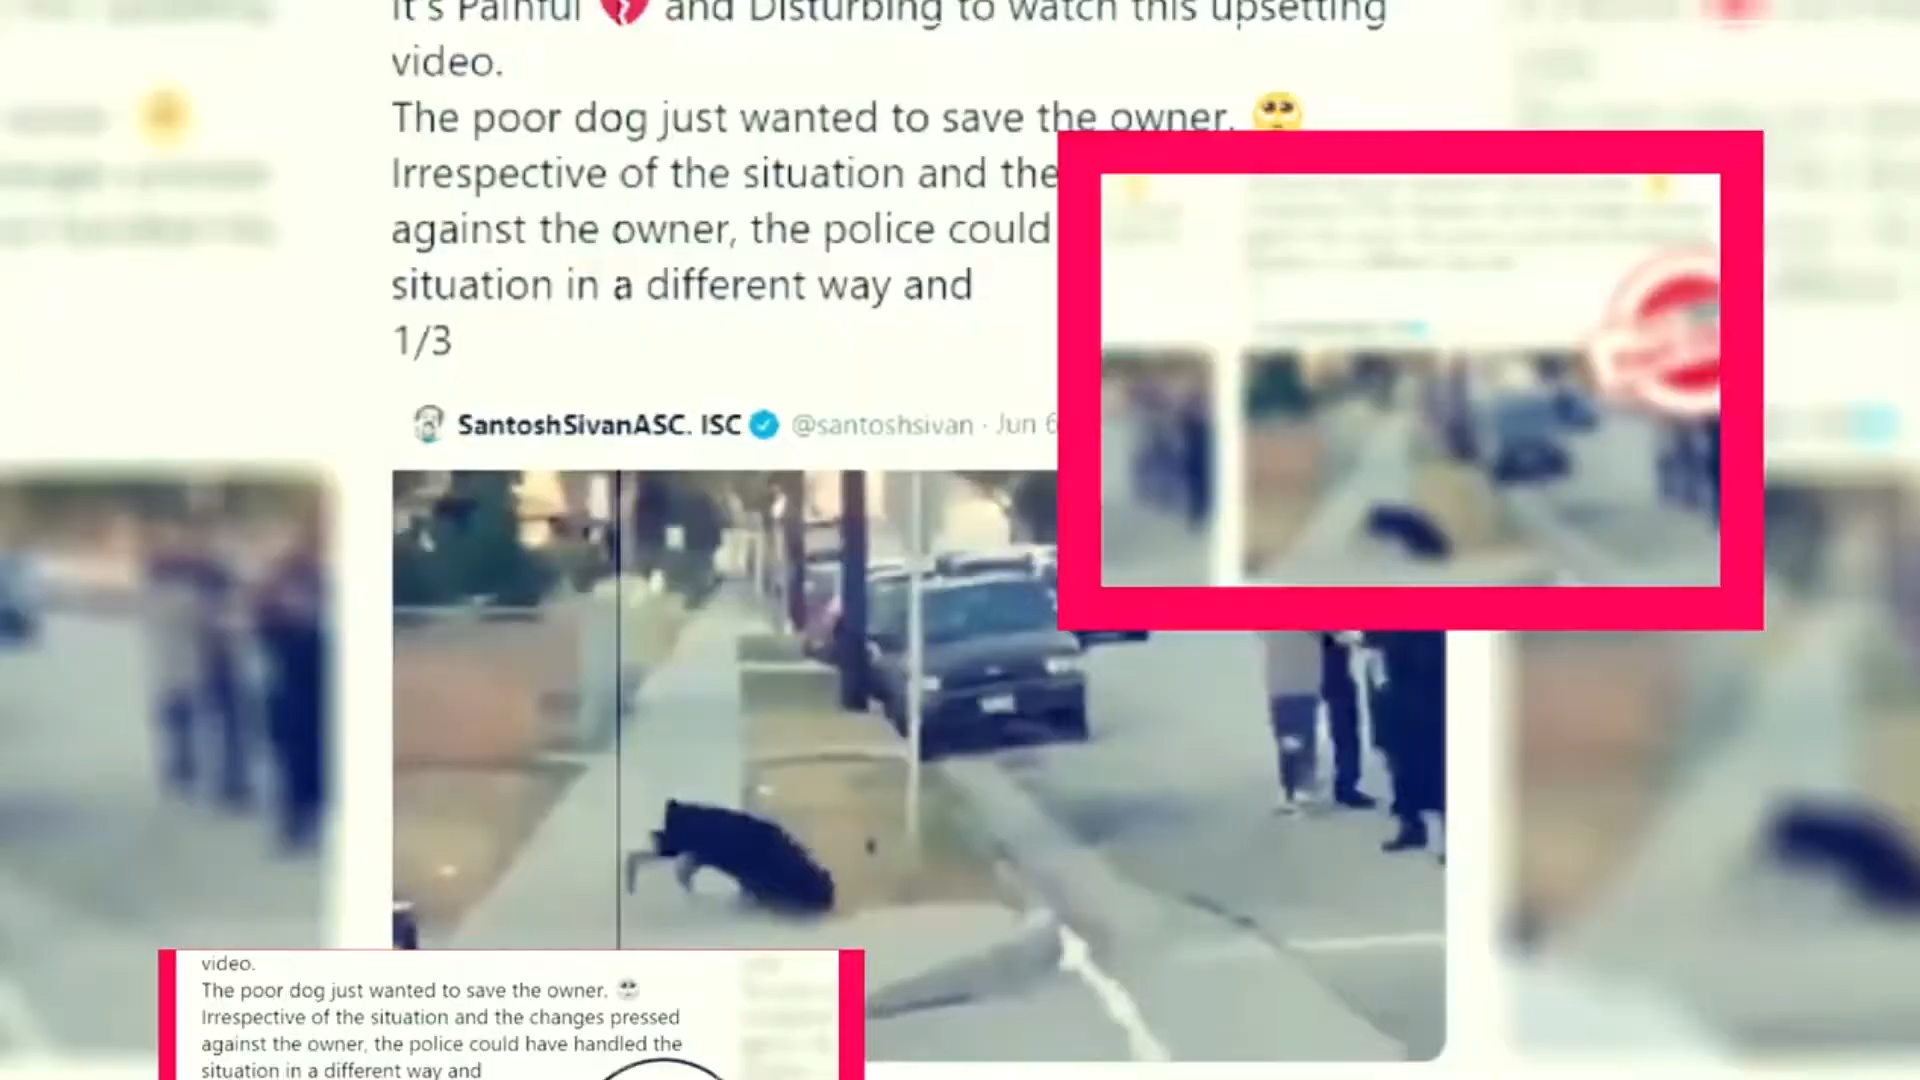 It's Painful 💔 and Disturbing to watch this upsetting
video.
The poor dog just wanted to save the owner. 🥺
Irrespective of the situation and the
against the owner, the police could
situation in a different way and
1/3
SantoshSivanASC. ISC @santoshsivan · Jun 6
video.
The poor dog just wanted to save the owner. 🥺
Irrespective of the situation and the changes pressed
against the owner, the police could have handled the
situation in a different way and